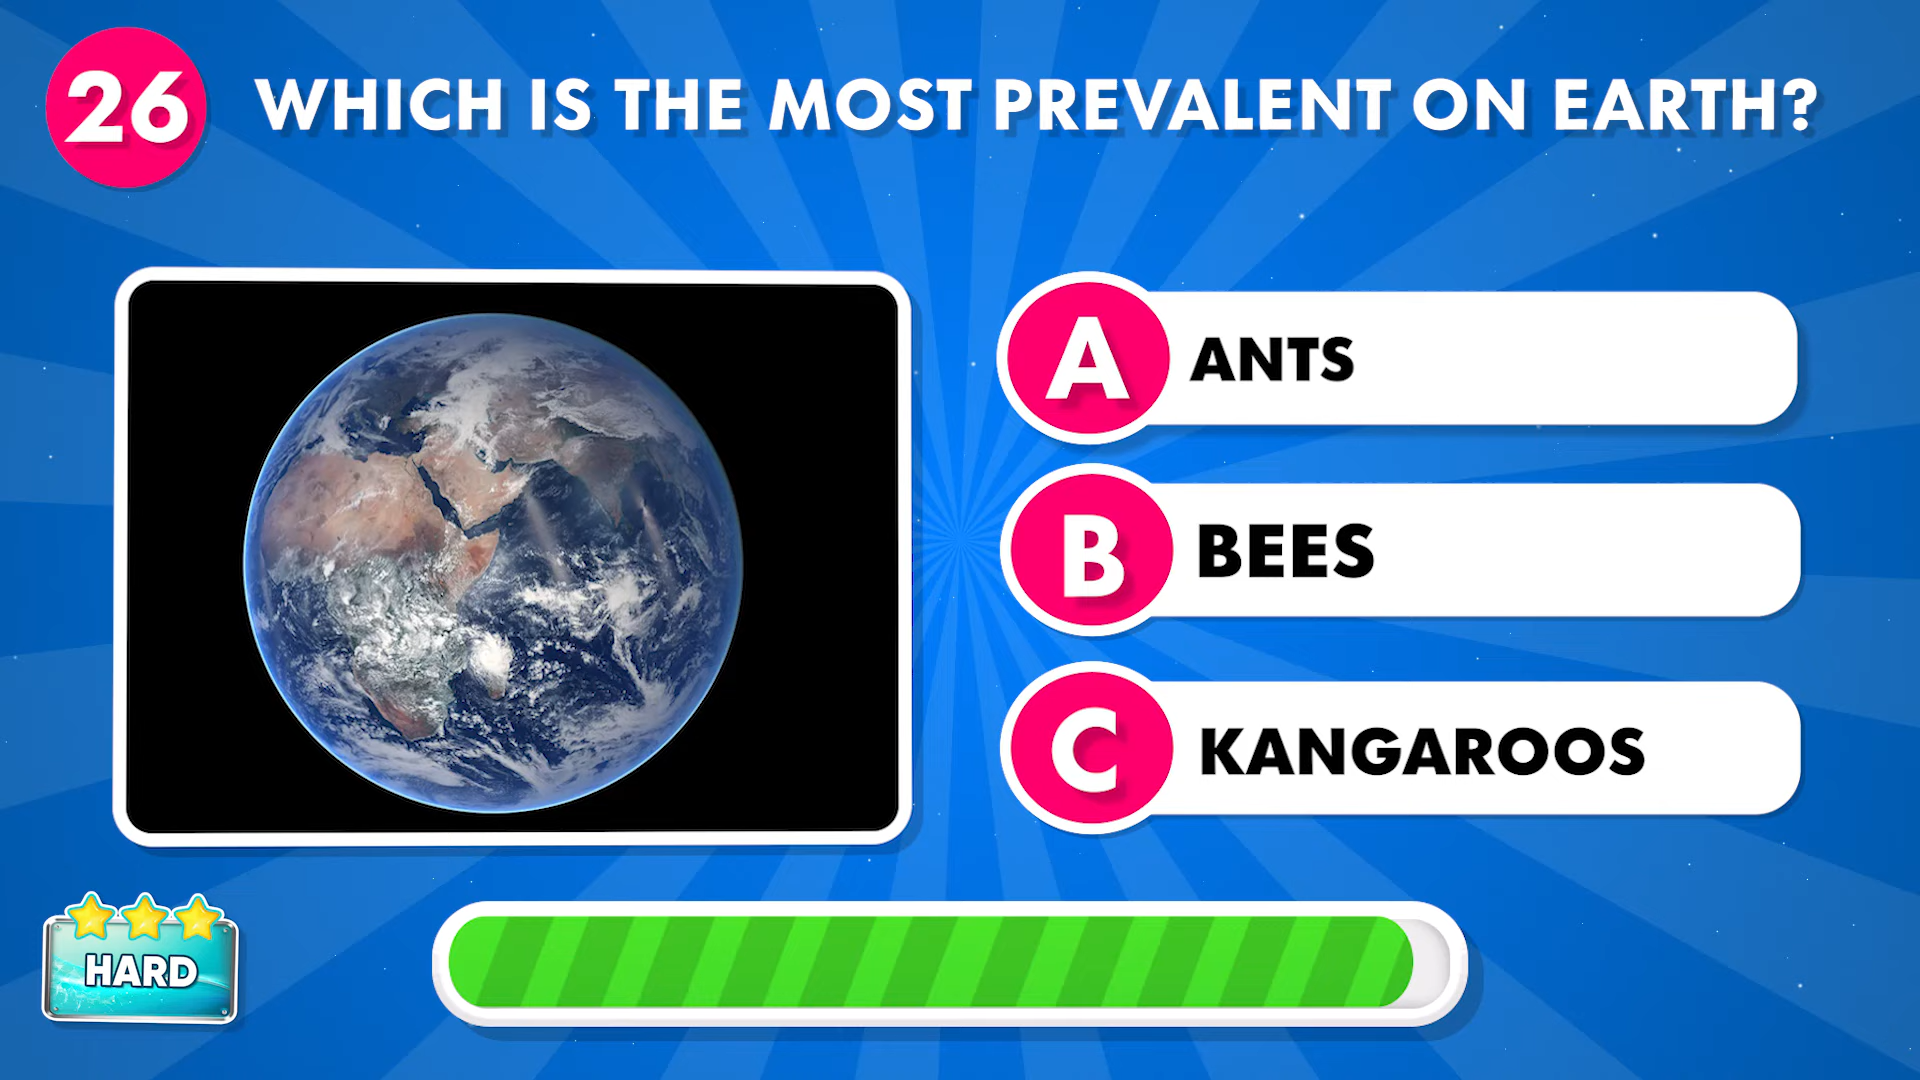 26
WHICH IS THE MOST PREVALENT ON EARTH?
A ANTS
B BEES
C KANGAROOS
HARD